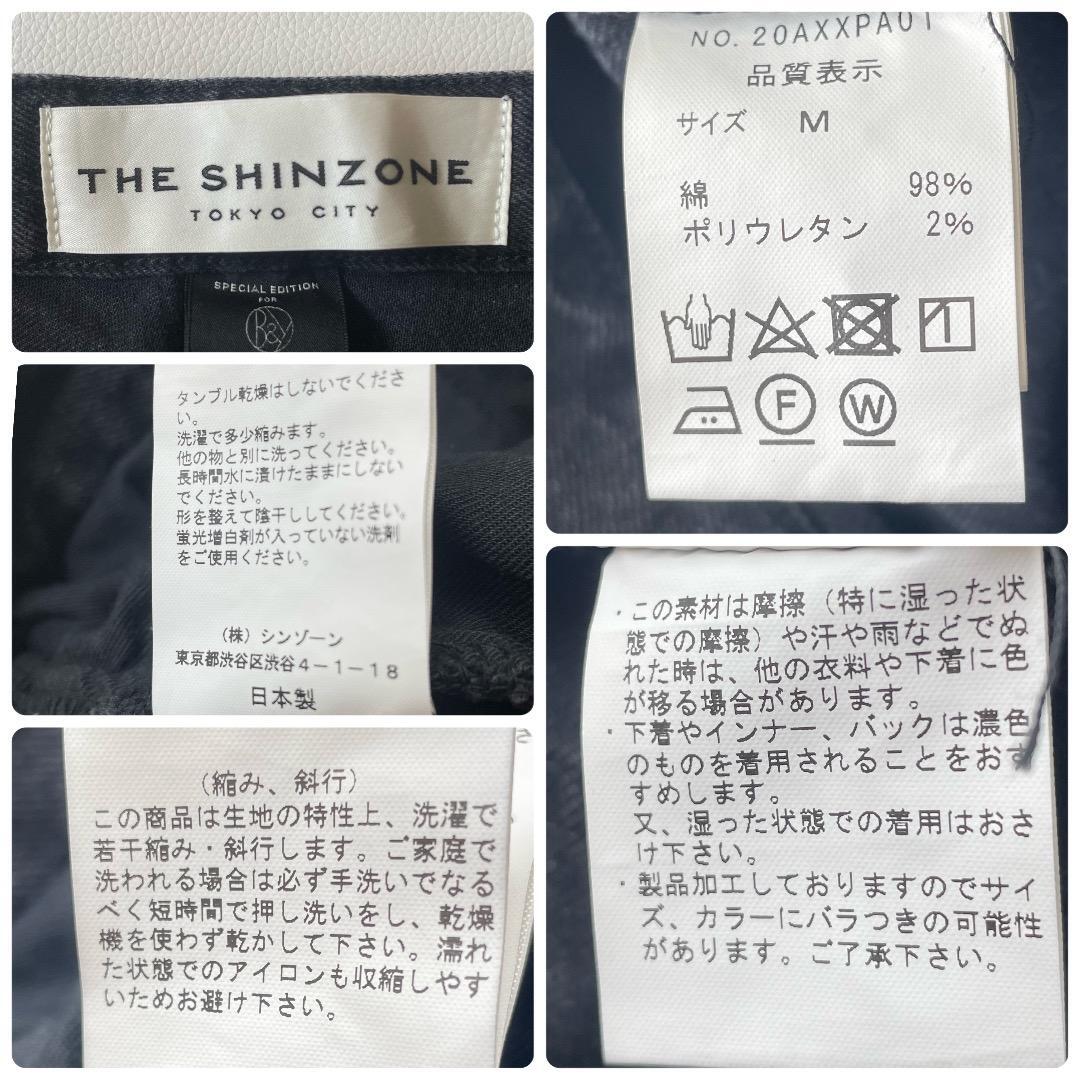 THE SHINZONE
TOKYO CITY
SPECIAL EDITION
FOR
B&Y
NO. 20AXXPA01
品質表示
サイズ M
綿 98%
ポリウレタン 2%
F
W
タンブル乾燥はしないでくださ
い。
洗濯で多少縮みます。
他の物と別に洗ってください。
長時間水に漬けたままにしない
でください。
形を整えて陰干ししてください。
蛍光増白剤が入っていない洗剤
をご使用ください。
(株) シンゾーン
東京都渋谷区渋谷4-1-18
日本製
・この素材は摩擦（特に湿った状
態での摩擦）や汗や雨などでぬ
れた時は、他の衣料や下着に色
が移る場合があります。
・下着やインナー、バックは濃色
のものを着用されることをおす
すめします。
又、湿った状態での着用はおさ
け下さい。
・製品加工しておりますのでサイ
ズ、カラーにバラつきの可能性
があります。ご了承下さい。
（縮み、斜行）
この商品は生地の特性上、洗濯で
若干縮み・斜行します。ご家庭で
洗われる場合は必ず手洗いでなる
べく短時間で押し洗いをし、乾燥
機を使わず乾かして下さい。濡れ
た状態でのアイロンも収縮しやす
いためお避け下さい。